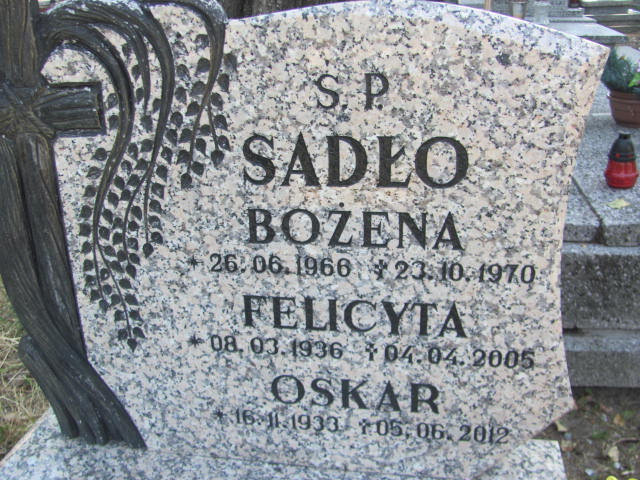 S.P.
SADŁO
BOŻENA
* 26.06.1966 ✝ 23.10.1970
FELICYTA
* 08.03.1936 ✝ 04.04.2005
OSKAR
* 16.11.1933 ✝ 05.06.2012